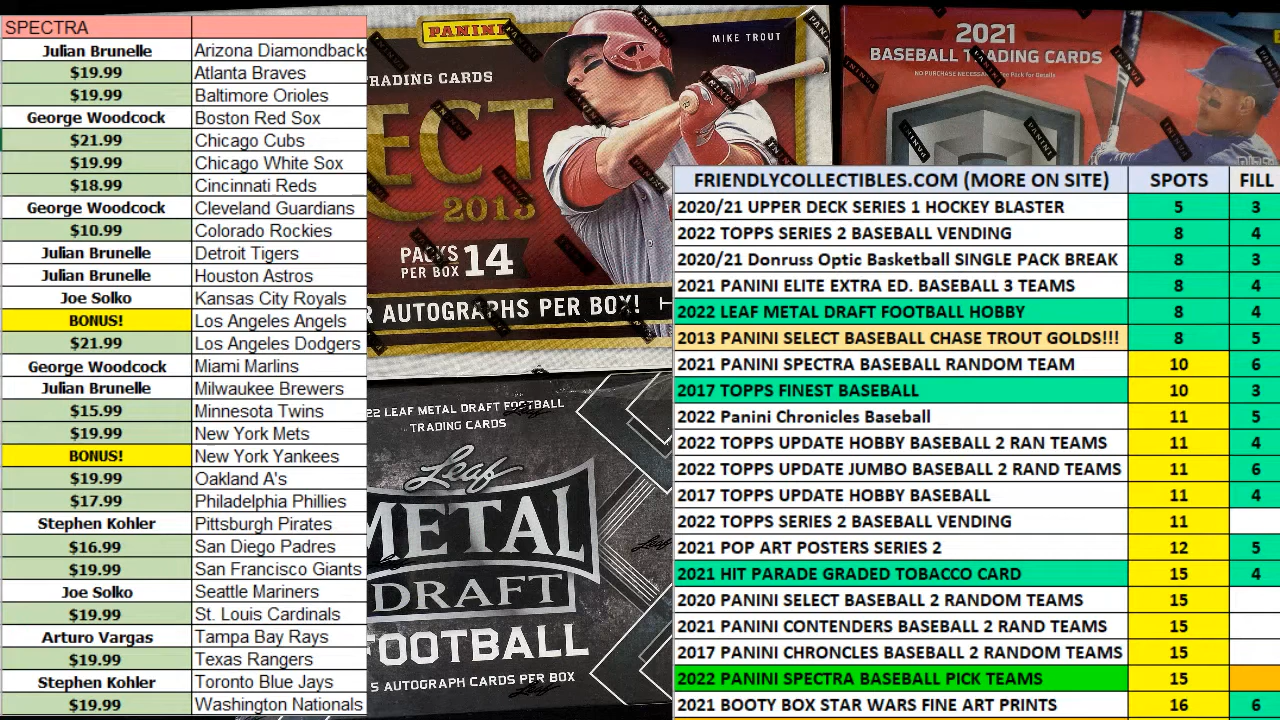 SPECTRA
Julian Brunelle Arizona Diamondbacks
$19.99 Atlanta Braves
$19.99 Baltimore Orioles
George Woodcock Boston Red Sox
$21.99 Chicago Cubs
$19.99 Chicago White Sox
$18.99 Cincinnati Reds
George Woodcock Cleveland Guardians
$10.99 Colorado Rockies
Julian Brunelle Detroit Tigers
Julian Brunelle Houston Astros
Joe Solko Kansas City Royals
BONUS! Los Angeles Angels
$21.99 Los Angeles Dodgers
George Woodcock Miami Marlins
Julian Brunelle Milwaukee Brewers
$15.99 Minnesota Twins
$19.99 New York Mets
BONUS! New York Yankees
$19.99 Oakland A's
$17.99 Philadelphia Phillies
Stephen Kohler Pittsburgh Pirates
$16.99 San Diego Padres
$19.99 San Francisco Giants
Joe Solko Seattle Mariners
$19.99 St. Louis Cardinals
Arturo Vargas Tampa Bay Rays
$19.99 Texas Rangers
Stephen Kohler Toronto Blue Jays
$19.99 Washington Nationals
PANINI
MIKE TROUT
RADING CARDS
ECT
2013
PACKS
PER BOX 14
R AUTOGRAPHS PER BOX!
22 LEAF METAL DRAFT FOOTBALL
TRADING CARDS
Leaf
METAL
DRAFT
FOOTBALL
5 AUTOGRAPH CARDS PER BOX
2021
BASEBALL TRADING CARDS
NO PURCHASE NECESSARY. See Pack for Details
FRIENDLYCOLLECTIBLES.COM (MORE ON SITE) SPOTS FILL
2020/21 UPPER DECK SERIES 1 HOCKEY BLASTER 5 3
2022 TOPPS SERIES 2 BASEBALL VENDING 8 4
2020/21 Donruss Optic Basketball SINGLE PACK BREAK 8 3
2021 PANINI ELITE EXTRA ED. BASEBALL 3 TEAMS 8 4
2022 LEAF METAL DRAFT FOOTBALL HOBBY 8 4
2013 PANINI SELECT BASEBALL CHASE TROUT GOLDS!!! 8 5
2021 PANINI SPECTRA BASEBALL RANDOM TEAM 10 6
2017 TOPPS FINEST BASEBALL 10 3
2022 Panini Chronicles Baseball 11 5
2022 TOPPS UPDATE HOBBY BASEBALL 2 RAN TEAMS 11 4
2022 TOPPS UPDATE JUMBO BASEBALL 2 RAND TEAMS 11 6
2017 TOPPS UPDATE HOBBY BASEBALL 11 4
2022 TOPPS SERIES 2 BASEBALL VENDING 11
2021 POP ART POSTERS SERIES 2 12 5
2021 HIT PARADE GRADED TOBACCO CARD 15 4
2020 PANINI SELECT BASEBALL 2 RANDOM TEAMS 15
2021 PANINI CONTENDERS BASEBALL 2 RAND TEAMS 15
2017 PANINI CHRONCLES BASEBALL 2 RANDOM TEAMS 15
2022 PANINI SPECTRA BASEBALL PICK TEAMS 15
2021 BOOTY BOX STAR WARS FINE ART PRINTS 16 6